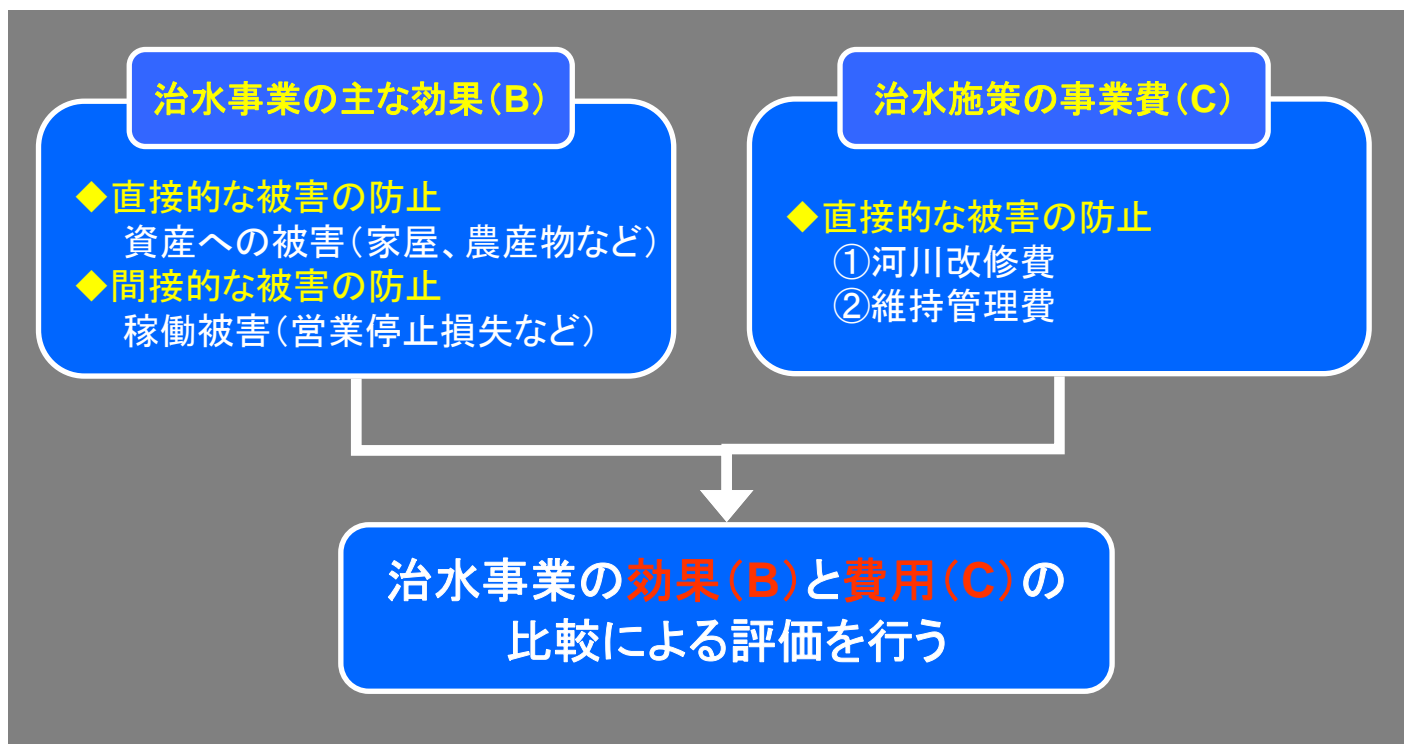 治水事業の主な効果(B)
◆直接的な被害の防止
資産への被害(家屋、農産物など)
◆間接的な被害の防止
稼働被害(営業停止損失など)
治水施策の事業費(C)
◆直接的な被害の防止
①河川改修費
②維持管理費
治水事業の効果(B)と費用(C)の
比較による評価を行う